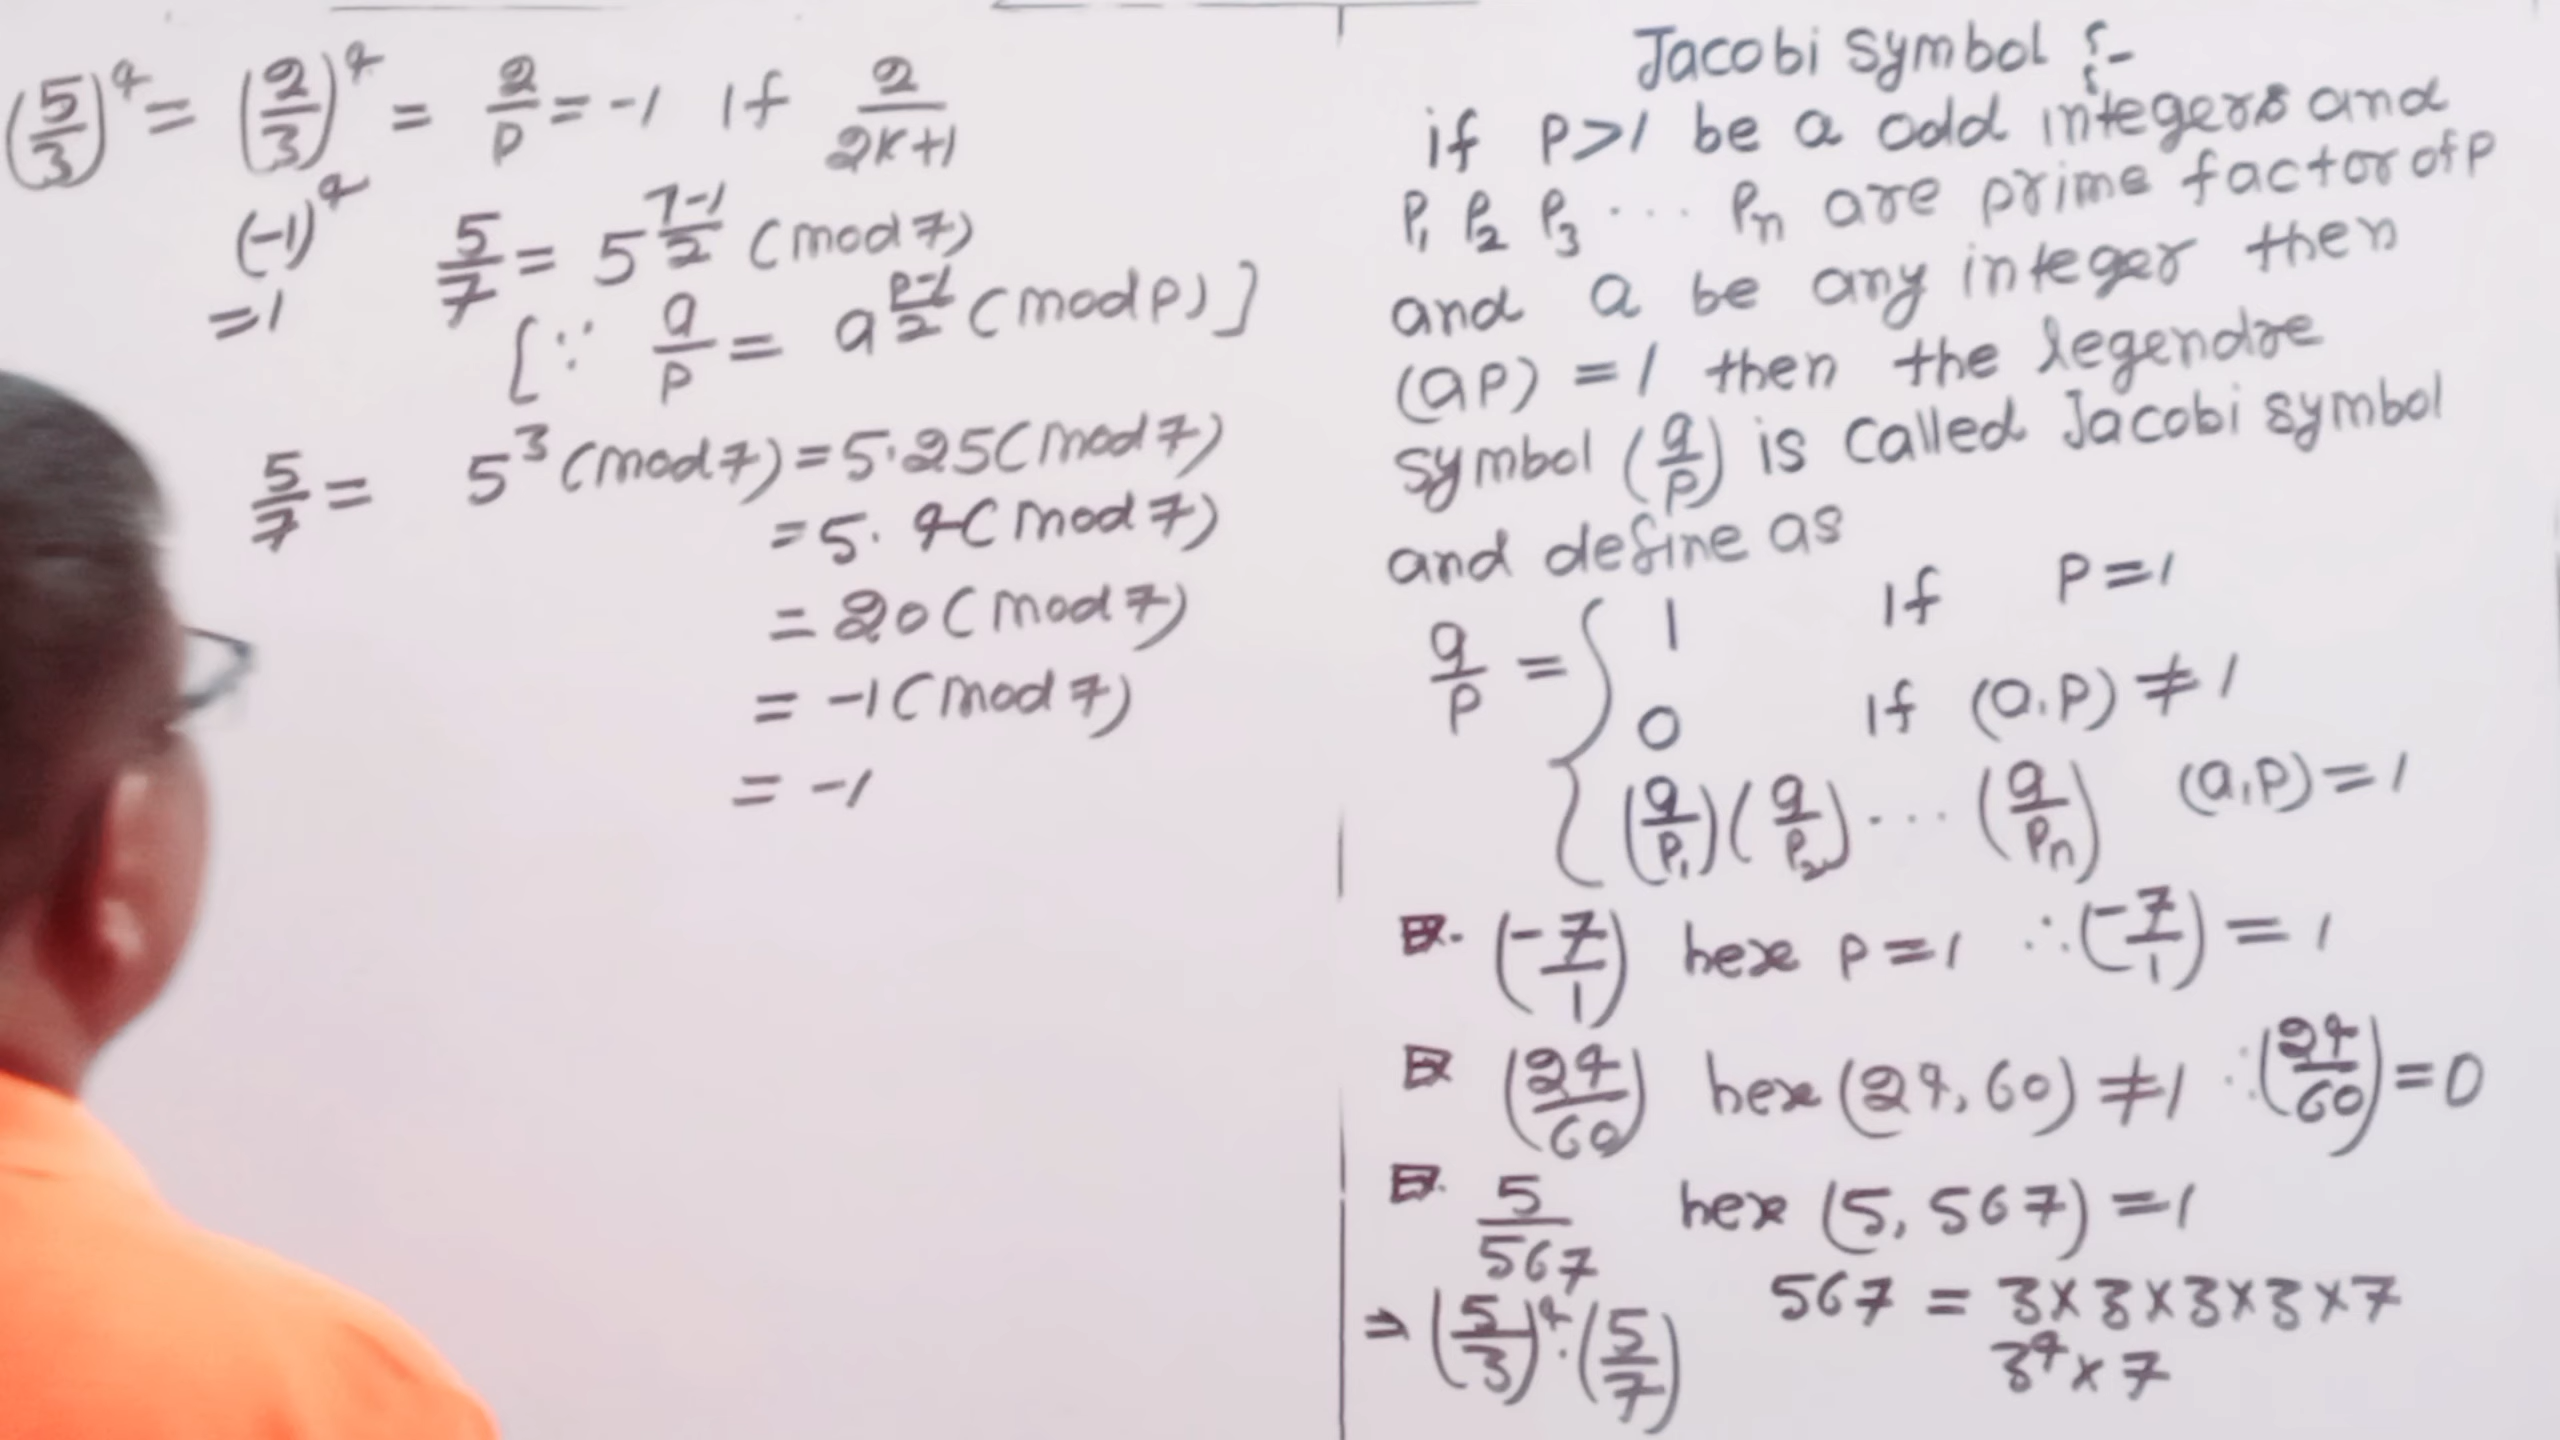 (5/3)^4 = (2/3)^4 = 2/p = -1 if 2/2k+1
(-1)^4
= 1
5/7 = 5^(7-1)/2 (mod 7)
[∵ a/p = a^(p-1)/2 (mod p)]
5/7 = 5^3 (mod 7) = 5.25 (mod 7)
= 5.4 (mod 7)
= 20 (mod 7)
= -1 (mod 7)
= -1
Jacobi symbol :-
if P>1 be a odd integers and
P1 P2 P3 ... Pn are prime factor of P
and a be any integer then
(aP) = 1 then the legendre
symbol (a/P) is called Jacobi symbol
and define as
a/P = { 1 if P = 1
0 if (a, P) ≠ 1
(a/P1) (a/P2) ... (a/Pn) (a, P) = 1
Ex. (-7/1) here P = 1 ∴ (-7/1) = 1
Ex (24/60) here (24, 60) ≠ 1 ∴ (24/60) = 0
Ex. 5/567 here (5, 567) = 1
⇒ (5/3)^4 . (5/7) 567 = 3×3×3×3×7
3^4 × 7